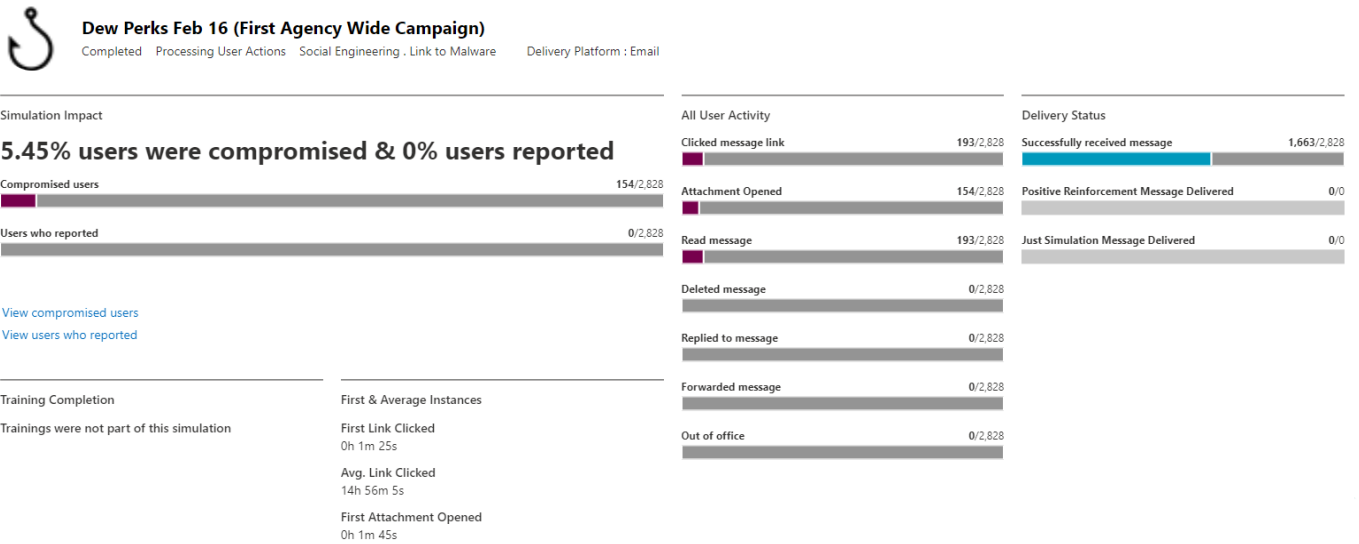 Dew Perks Feb 16 (First Agency Wide Campaign)
Completed Processing User Actions Social Engineering . Link to Malware Delivery Platform : Email
Simulation Impact
5.45% users were compromised & 0% users reported
Compromised users 154/2,828
Users who reported 0/2,828
View compromised users
View users who reported
Training Completion
Trainings were not part of this simulation
First & Average Instances
First Link Clicked
0h 1m 25s
Avg. Link Clicked
14h 56m 5s
First Attachment Opened
0h 1m 45s
All User Activity
Clicked message link 193/2,828
Attachment Opened 154/2,828
Read message 193/2,828
Deleted message 0/2,828
Replied to message 0/2,828
Forwarded message 0/2,828
Out of office 0/2,828
Delivery Status
Successfully received message 1,663/2,828
Positive Reinforcement Message Delivered 0/0
Just Simulation Message Delivered 0/0